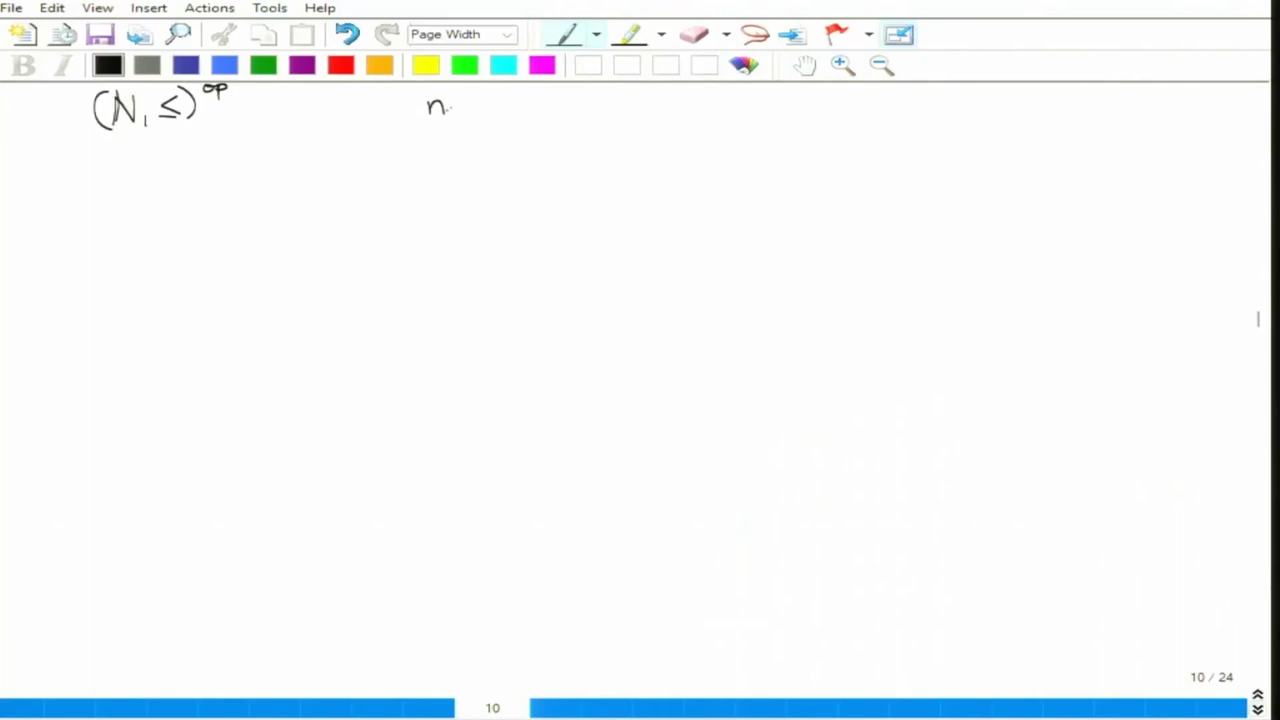 File Edit View Insert Actions Tools Help
Page Width
B I
(N, ≤)^op n
10 / 24
10